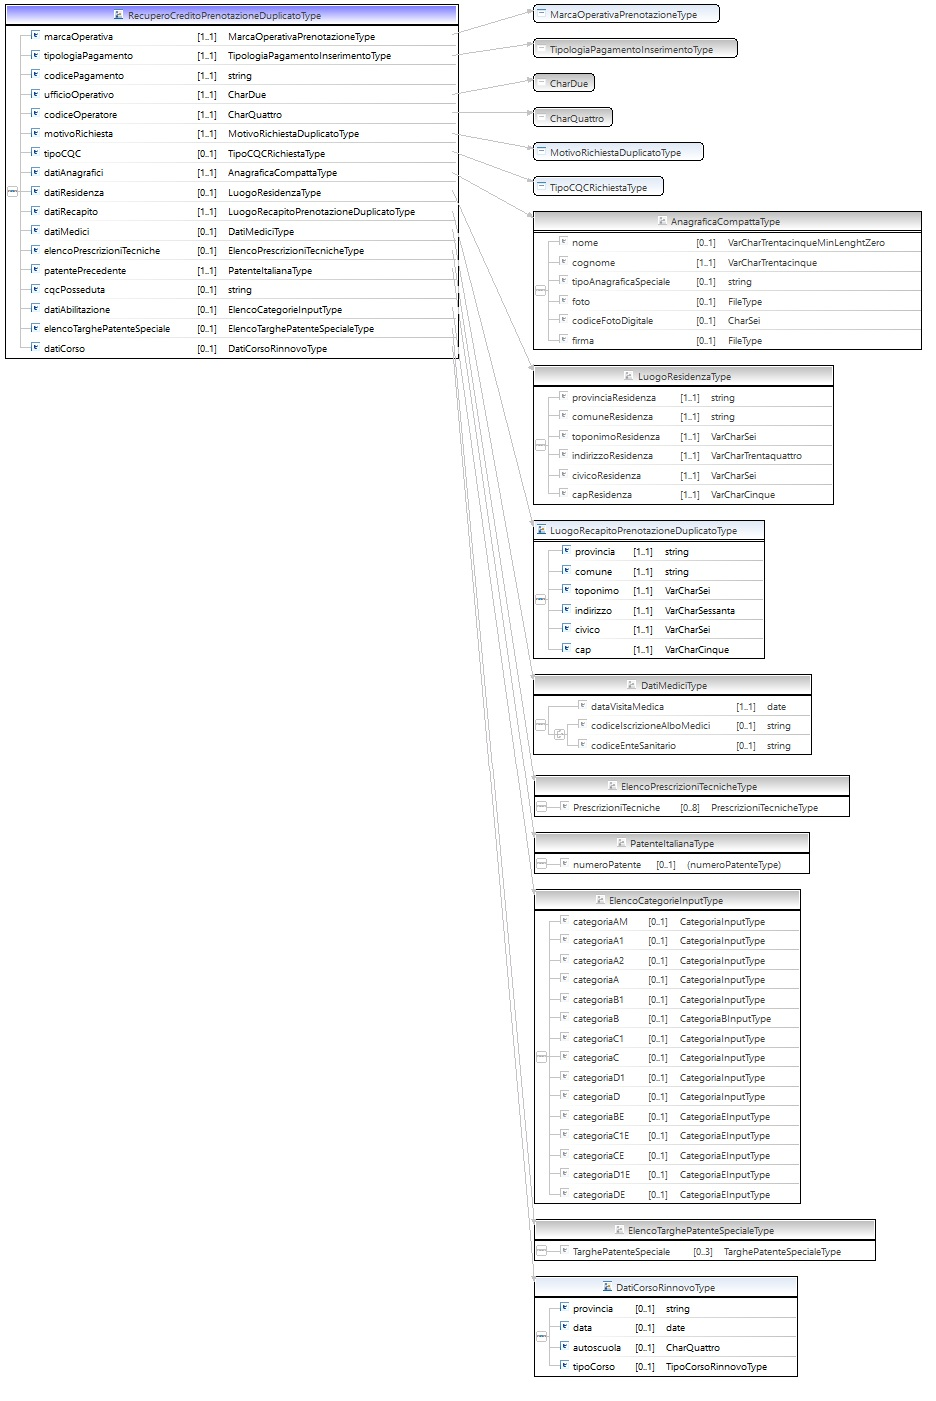 RecuperoCreditoPrenotazioneDuplicatoType
marcaOperativa [1..1] MarcaOperativaPrenotazioneType
tipologiaPagamento [1..1] TipologiaPagamentoInserimentoType
codicePagamento [1..1] string
ufficioOperativo [1..1] CharDue
codiceOperatore [1..1] CharQuattro
motivoRichiesta [1..1] MotivoRichiestaDuplicatoType
tipoCQC [0..1] TipoCQCRichiestaType
datiAnagrafici [1..1] AnagraficaCompattaType
datiResidenza [0..1] LuogoResidenzaType
datiRecapito [1..1] LuogoRecapitoPrenotazioneDuplicatoType
datiMedici [0..1] DatiMediciType
elencoPrescrizioniTecniche [0..1] ElencoPrescrizioniTecnicheType
patentePrecedente [1..1] PatenteItalianaType
cqcPosseduta [0..1] string
datiAbilitazione [0..1] ElencoCategorieInputType
elencoTarghePatenteSpeciale [0..1] ElencoTarghePatenteSpecialeType
datiCorso [0..1] DatiCorsoRinnovoType
MarcaOperativaPrenotazioneType
TipologiaPagamentoInserimentoType
CharDue
CharQuattro
MotivoRichiestaDuplicatoType
TipoCQCRichiestaType
AnagraficaCompattaType
nome [0..1] VarCharTrentacinqueMinLenghtZero
cognome [1..1] VarCharTrentacinque
tipoAnagraficaSpeciale [0..1] string
foto [0..1] FileType
codiceFotoDigitale [0..1] CharSei
firma [0..1] FileType
LuogoResidenzaType
provinciaResidenza [1..1] string
comuneResidenza [1..1] string
toponimoResidenza [1..1] VarCharSei
indirizzoResidenza [1..1] VarCharTrentaquattro
civicoResidenza [1..1] VarCharSei
capResidenza [1..1] VarCharCinque
LuogoRecapitoPrenotazioneDuplicatoType
provincia [1..1] string
comune [1..1] string
toponimo [1..1] VarCharSei
indirizzo [1..1] VarCharSessanta
civico [1..1] VarCharSei
cap [1..1] VarCharCinque
DatiMediciType
dataVisitaMedica [1..1] date
codiceIscrizioneAlboMedici [0..1] string
codiceEnteSanitario [0..1] string
ElencoPrescrizioniTecnicheType
PrescrizioniTecniche [0..8] PrescrizioniTecnicheType
PatenteItalianaType
numeroPatente [0..1] (numeroPatenteType)
ElencoCategorieInputType
categoriaAM [0..1] CategoriaInputType
categoriaA1 [0..1] CategoriaInputType
categoriaA2 [0..1] CategoriaInputType
categoriaA [0..1] CategoriaInputType
categoriaB1 [0..1] CategoriaInputType
categoriaB [0..1] CategoriaBInputType
categoriaC1 [0..1] CategoriaInputType
categoriaC [0..1] CategoriaInputType
categoriaD1 [0..1] CategoriaInputType
categoriaD [0..1] CategoriaInputType
categoriaBE [0..1] CategoriaEInputType
categoriaC1E [0..1] CategoriaEInputType
categoriaCE [0..1] CategoriaEInputType
categoriaD1E [0..1] CategoriaEInputType
categoriaDE [0..1] CategoriaEInputType
ElencoTarghePatenteSpecialeType
TarghePatenteSpeciale [0..3] TarghePatenteSpecialeType
DatiCorsoRinnovoType
provincia [0..1] string
data [0..1] date
autoscuola [0..1] CharQuattro
tipoCorso [0..1] TipoCorsoRinnovoType